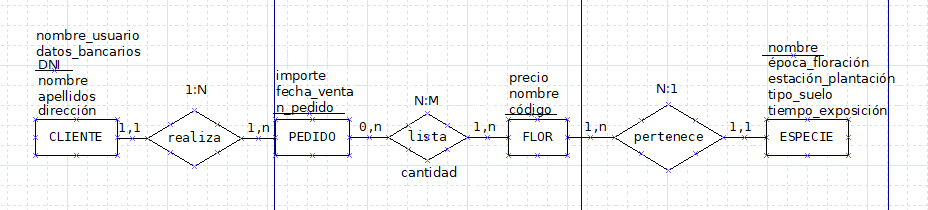 nombre_usuario
datos_bancarios
DNI
nombre
apellidos
dirección
CLIENTE
1,1
1:N
realiza
1,n
importe
fecha_venta
n_pedido
PEDIDO
0,n
N:M
lista
cantidad
1,n
precio
nombre
código
FLOR
1,n
N:1
pertenece
1,1
nombre
época_floración
estación_plantación
tipo_suelo
tiempo_exposición
ESPECIE